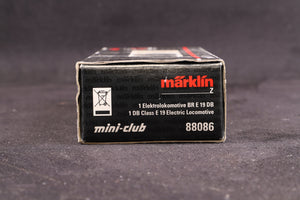 märklin
Z
1 Elektrolokomotive BR E 19 DB
1 DB Class E 19 Electric Locomotive
mini-club
88086